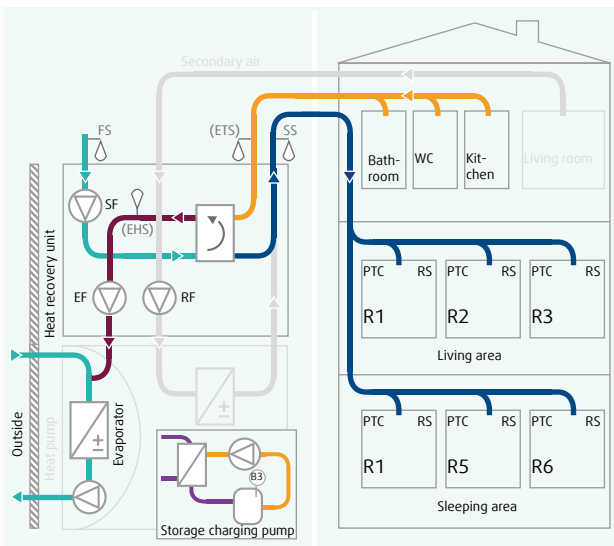 Secondary air
FS
(ETS)
SS
Bath-
room
WC
Kit-
chen
Living room
SF
(EHS)
EF
RF
Heat recovery unit
PTC RS
R1
PTC RS
R2
PTC RS
R3
Living area
Outside
Heat pump
Evaporator
PTC RS
R1
PTC RS
R5
PTC RS
R6
Sleeping area
B3
Storage charging pump